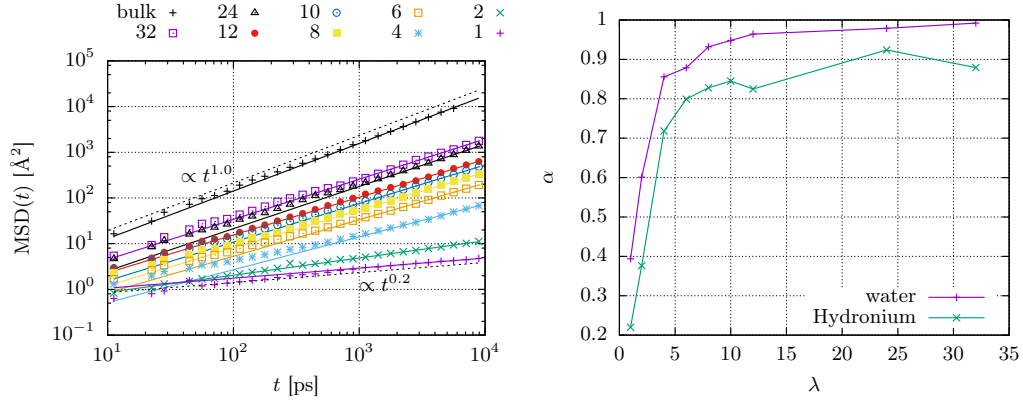 bulk 24 10 6 2
32 12 8 4 1
10^5
10^4
10^3
10^2
10^1
10^0
10^-1
MSD(t) [Å^2]
∝ t^1.0
∝ t^0.2
10^1 10^2 10^3 10^4
t [ps]
1
0.9
0.8
0.7
0.6
0.5
0.4
0.3
0.2
α
water
Hydronium
0 5 10 15 20 25 30 35
λ